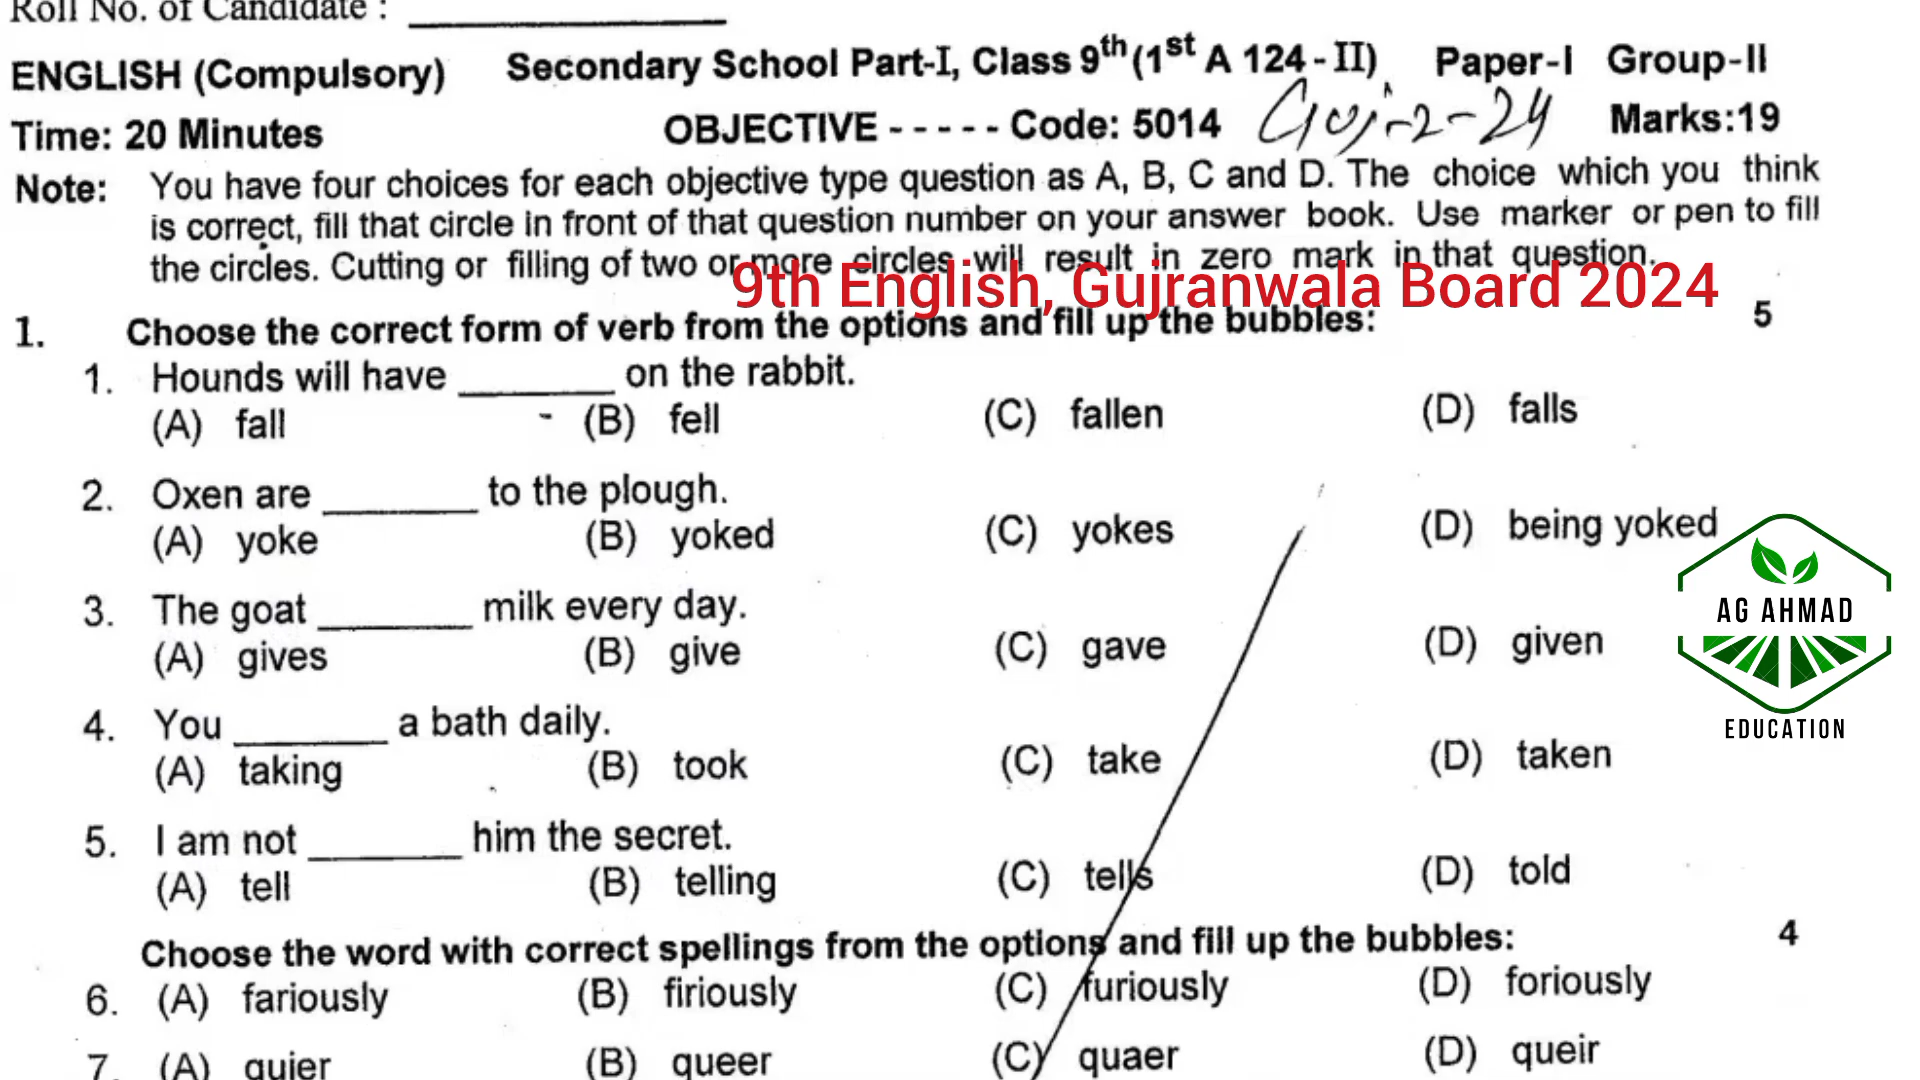 Roll No. of Candidate : ____________
ENGLISH (Compulsory) Secondary School Part-I, Class 9th (1st A 124 - II) Paper-I Group-II
Time: 20 Minutes OBJECTIVE - - - - - Code: 5014 Guj-2-24 Marks:19
Note: You have four choices for each objective type question as A, B, C and D. The choice which you think
is correct, fill that circle in front of that question number on your answer book. Use marker or pen to fill
the circles. Cutting or filling of two or more circles will result in zero mark in that question.
9th English, Gujranwala Board 2024
1. Choose the correct form of verb from the options and fill up the bubbles: 5
1. Hounds will have ________ on the rabbit.
(A) fall (B) fell (C) fallen (D) falls
2. Oxen are ________ to the plough.
(A) yoke (B) yoked (C) yokes (D) being yoked
3. The goat ________ milk every day.
(A) gives (B) give (C) gave (D) given
4. You ________ a bath daily.
(A) taking (B) took (C) take (D) taken
5. I am not ________ him the secret.
(A) tell (B) telling (C) tells (D) told
Choose the word with correct spellings from the options and fill up the bubbles: 4
6. (A) fariously (B) firiously (C) furiously (D) foriously
7. (A) quier (B) queer (C) quaer (D) queir
AG AHMAD
EDUCATION